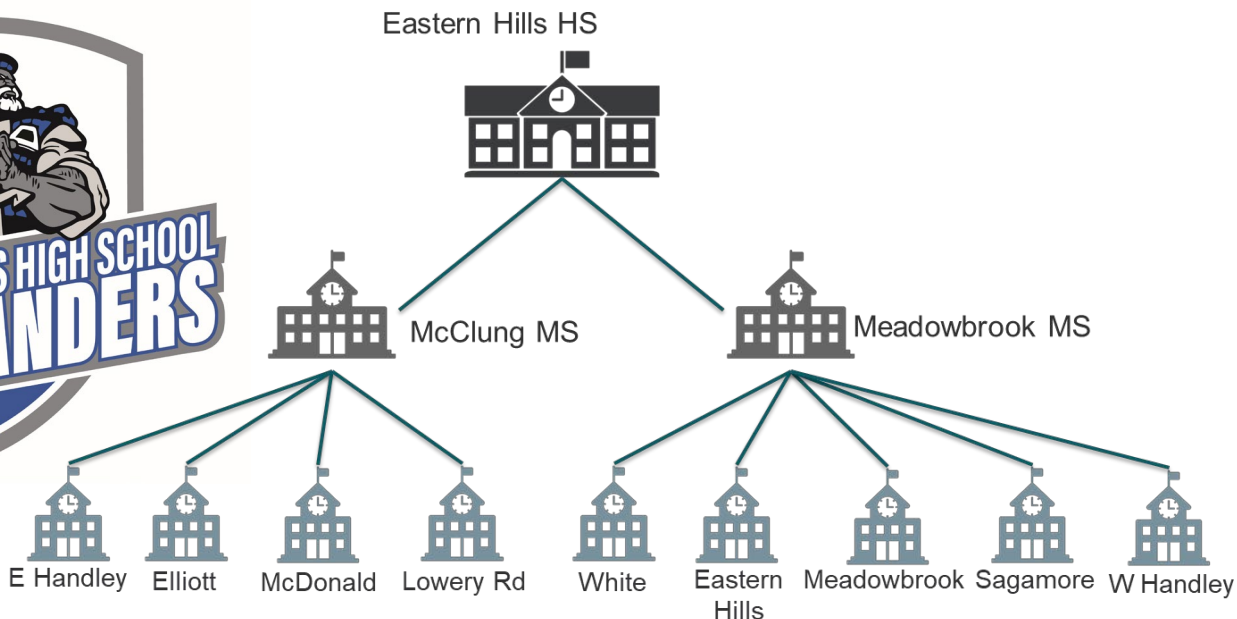 Eastern Hills HS
HIGH SCHOOL
McClung MS
Meadowbrook MS
E Handley
Elliott
McDonald
Lowery Rd
White
Eastern
Hills
Meadowbrook
Sagamore
W Handley